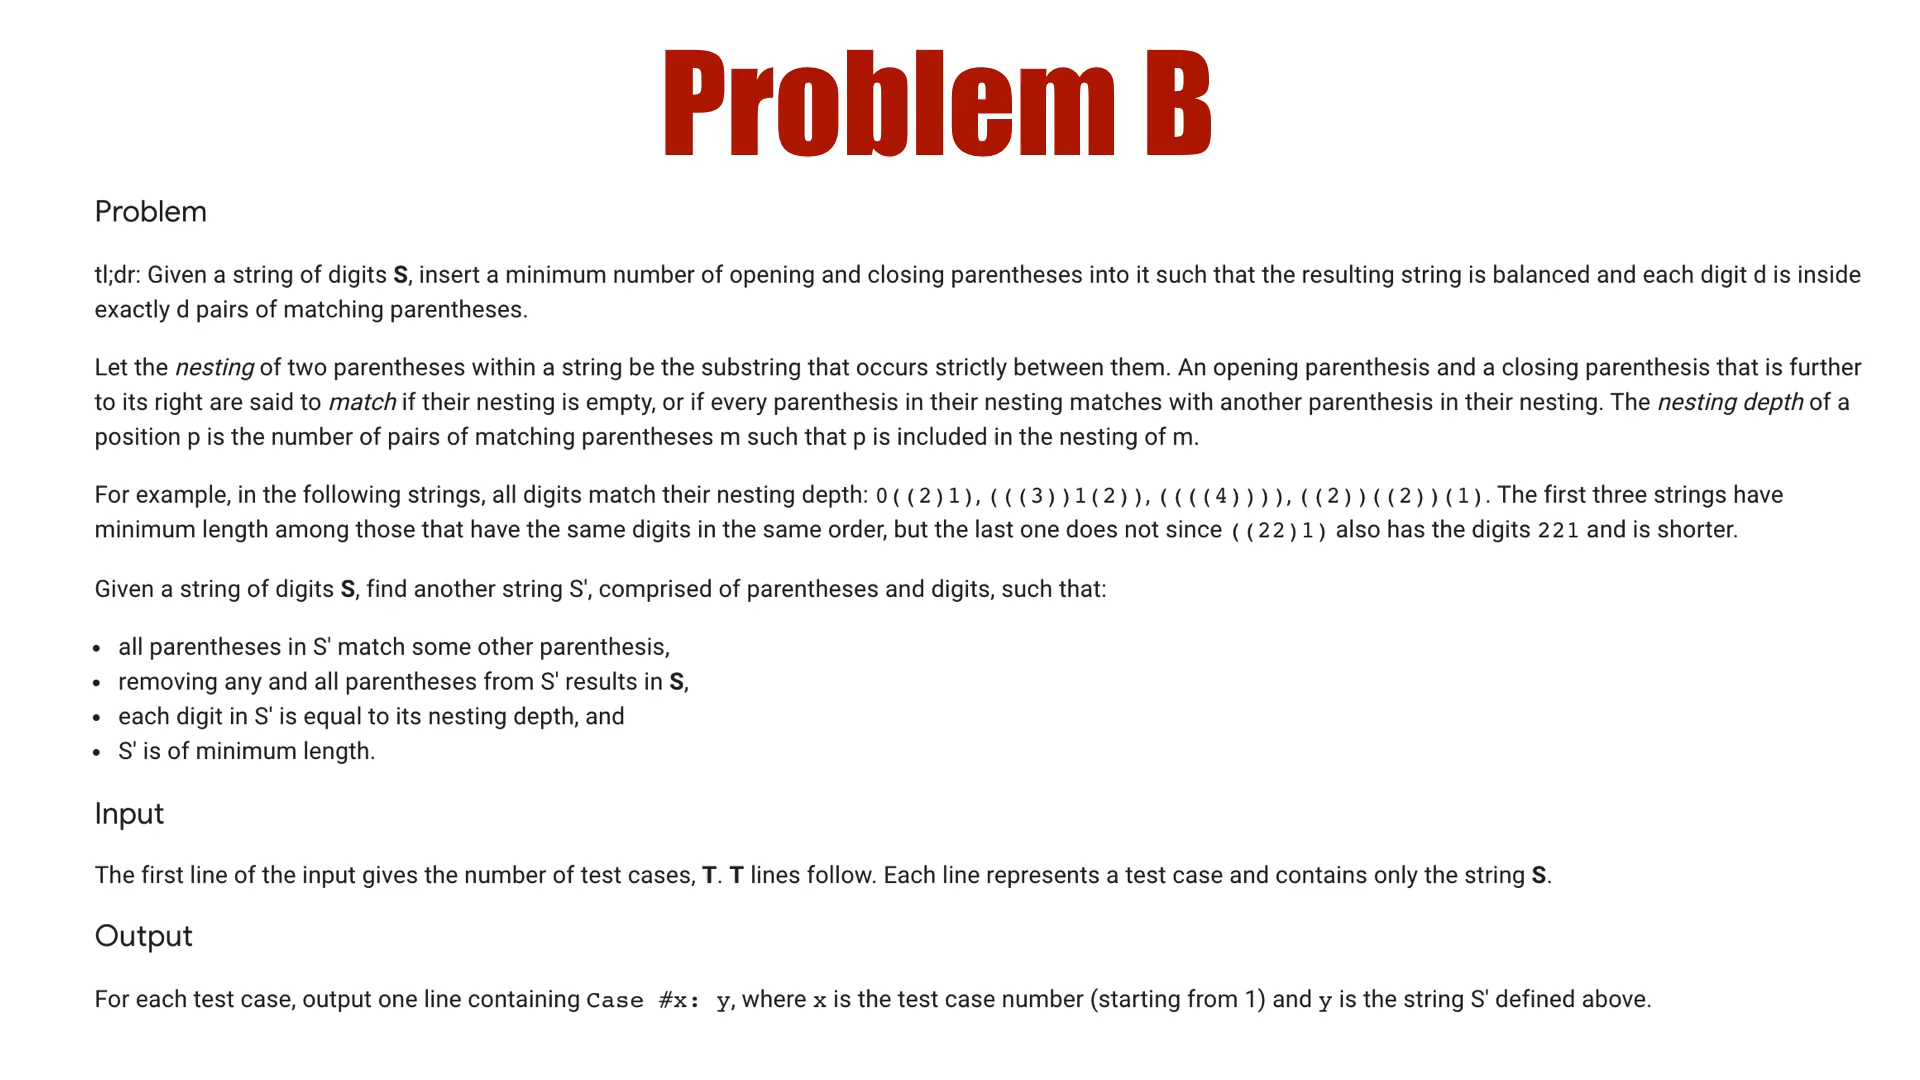 Problem B
Problem
tl;dr: Given a string of digits S, insert a minimum number of opening and closing parentheses into it such that the resulting string is balanced and each digit d is inside
exactly d pairs of matching parentheses.
Let the nesting of two parentheses within a string be the substring that occurs strictly between them. An opening parenthesis and a closing parenthesis that is further
to its right are said to match if their nesting is empty, or if every parenthesis in their nesting matches with another parenthesis in their nesting. The nesting depth of a
position p is the number of pairs of matching parentheses m such that p is included in the nesting of m.
For example, in the following strings, all digits match their nesting depth: 0((2)1), (((3))1(2)), ((((4)))), ((2))((2))(1). The first three strings have
minimum length among those that have the same digits in the same order, but the last one does not since ((22)1) also has the digits 221 and is shorter.
Given a string of digits S, find another string S', comprised of parentheses and digits, such that:
• all parentheses in S' match some other parenthesis,
• removing any and all parentheses from S' results in S,
• each digit in S' is equal to its nesting depth, and
• S' is of minimum length.
Input
The first line of the input gives the number of test cases, T. T lines follow. Each line represents a test case and contains only the string S.
Output
For each test case, output one line containing Case #x: y, where x is the test case number (starting from 1) and y is the string S' defined above.